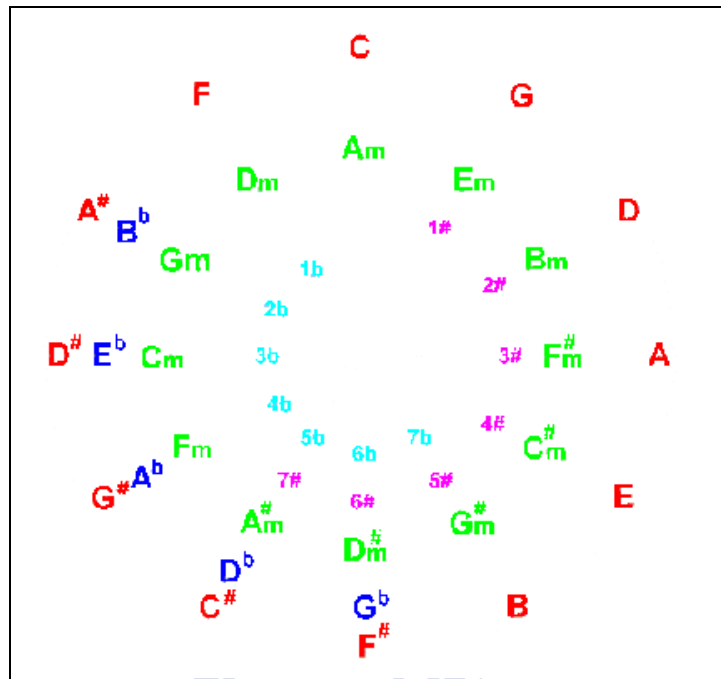 C
F G
Am
Dm Em
A# D
Bb 1#
Gm Bm
1b 2#
2b
D# Eb Cm 3b 3# F#m A
4b 4#
Fm 5b 7b C#m
6b
G# Ab 7# 5# E
6#
A#m G#m
D#m
Db
C# Gb B
F#